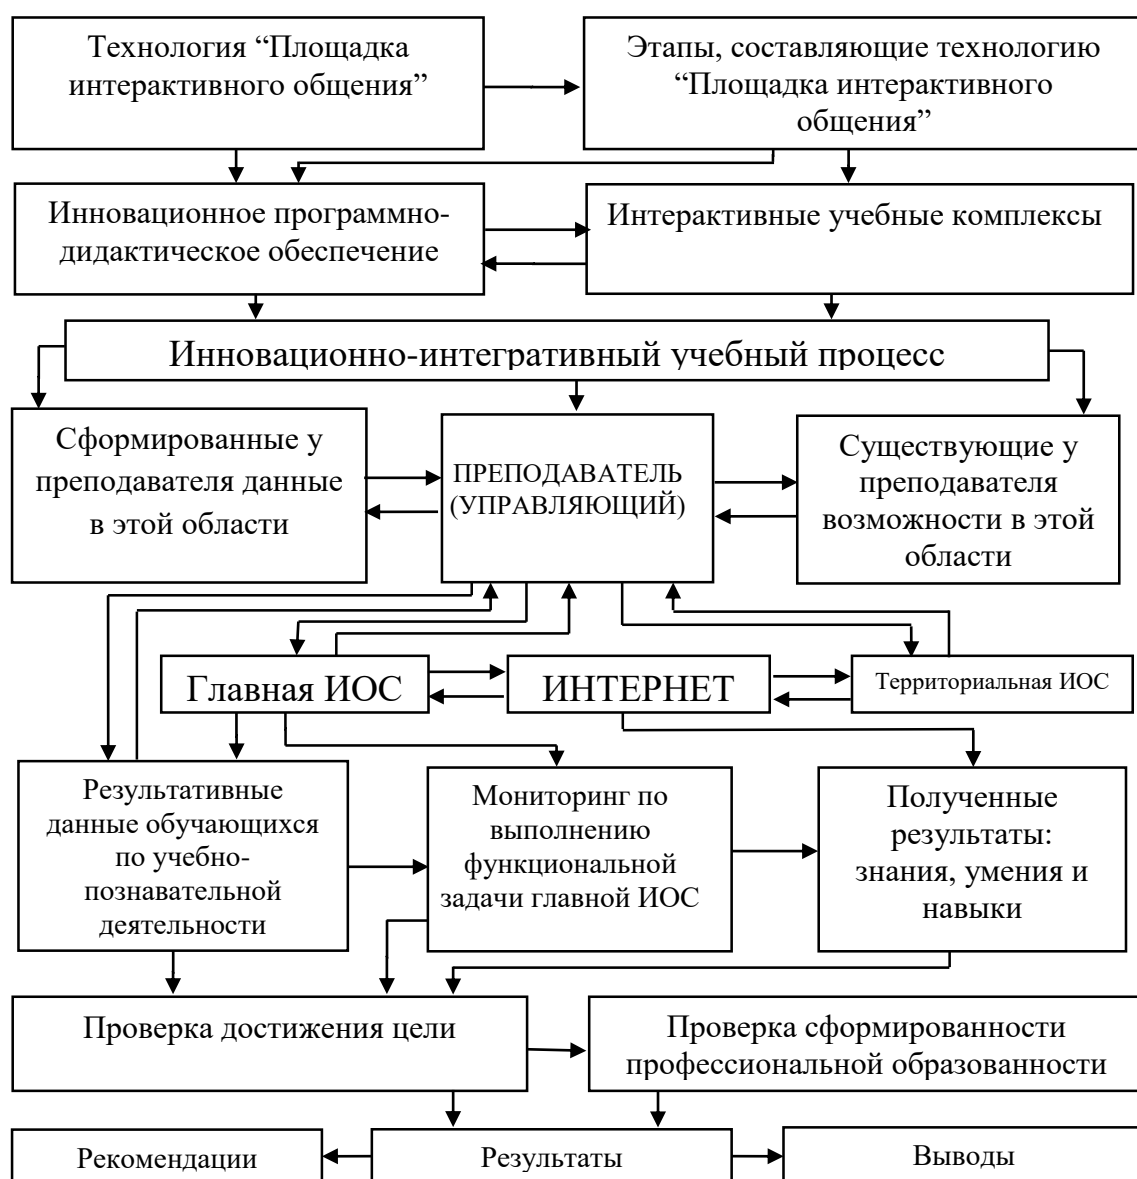 Технология “Площадка
интерактивного общения”
Этапы, составляющие технологию
“Площадка интерактивного
общения”
Инновационное программно-
дидактическое обеспечение
Интерактивные учебные комплексы
Инновационно-интегративный учебный процесс
Сформированные у
преподавателя данные
в этой области
ПРЕПОДАВАТЕЛЬ
(УПРАВЛЯЮЩИЙ)
Существующие у
преподавателя
возможности в этой
области
Главная ИОС
ИНТЕРНЕТ
Территориальная ИОС
Результативные
данные обучающихся
по учебно-
познавательной
деятельности
Мониторинг по
выполнению
функциональной
задачи главной ИОС
Полученные
результаты:
знания, умения и
навыки
Проверка достижения цели
Проверка сформированности
профессиональной образованности
Рекомендации
Результаты
Выводы